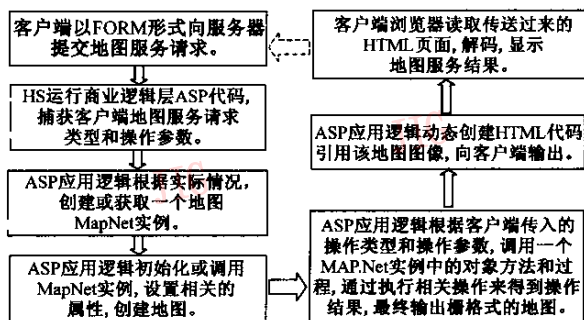 客户端以FORM形式向服务器
提交地图服务请求。
HS运行商业逻辑层ASP代码,
捕获客户端地图服务请求
类型和操作参数。
ASP应用逻辑根据实际情况,
创建或获取一个地图
MapNet实例。
ASP应用逻辑初始化或调用
MapNet实例, 设置相关的
属性, 创建地图。
ASP应用逻辑根据客户端传入的
操作类型和操作参数, 调用一个
MAP.Net实例中的对象方法和过
程, 通过执行相关操作来得到操作
结果, 最终输出栅格式的地图。
ASP应用逻辑动态创建HTML代码
引用该地图图像, 向客户端输出。
客户端浏览器读取传送过来的
HTML页面, 解码, 显示
地图服务结果。